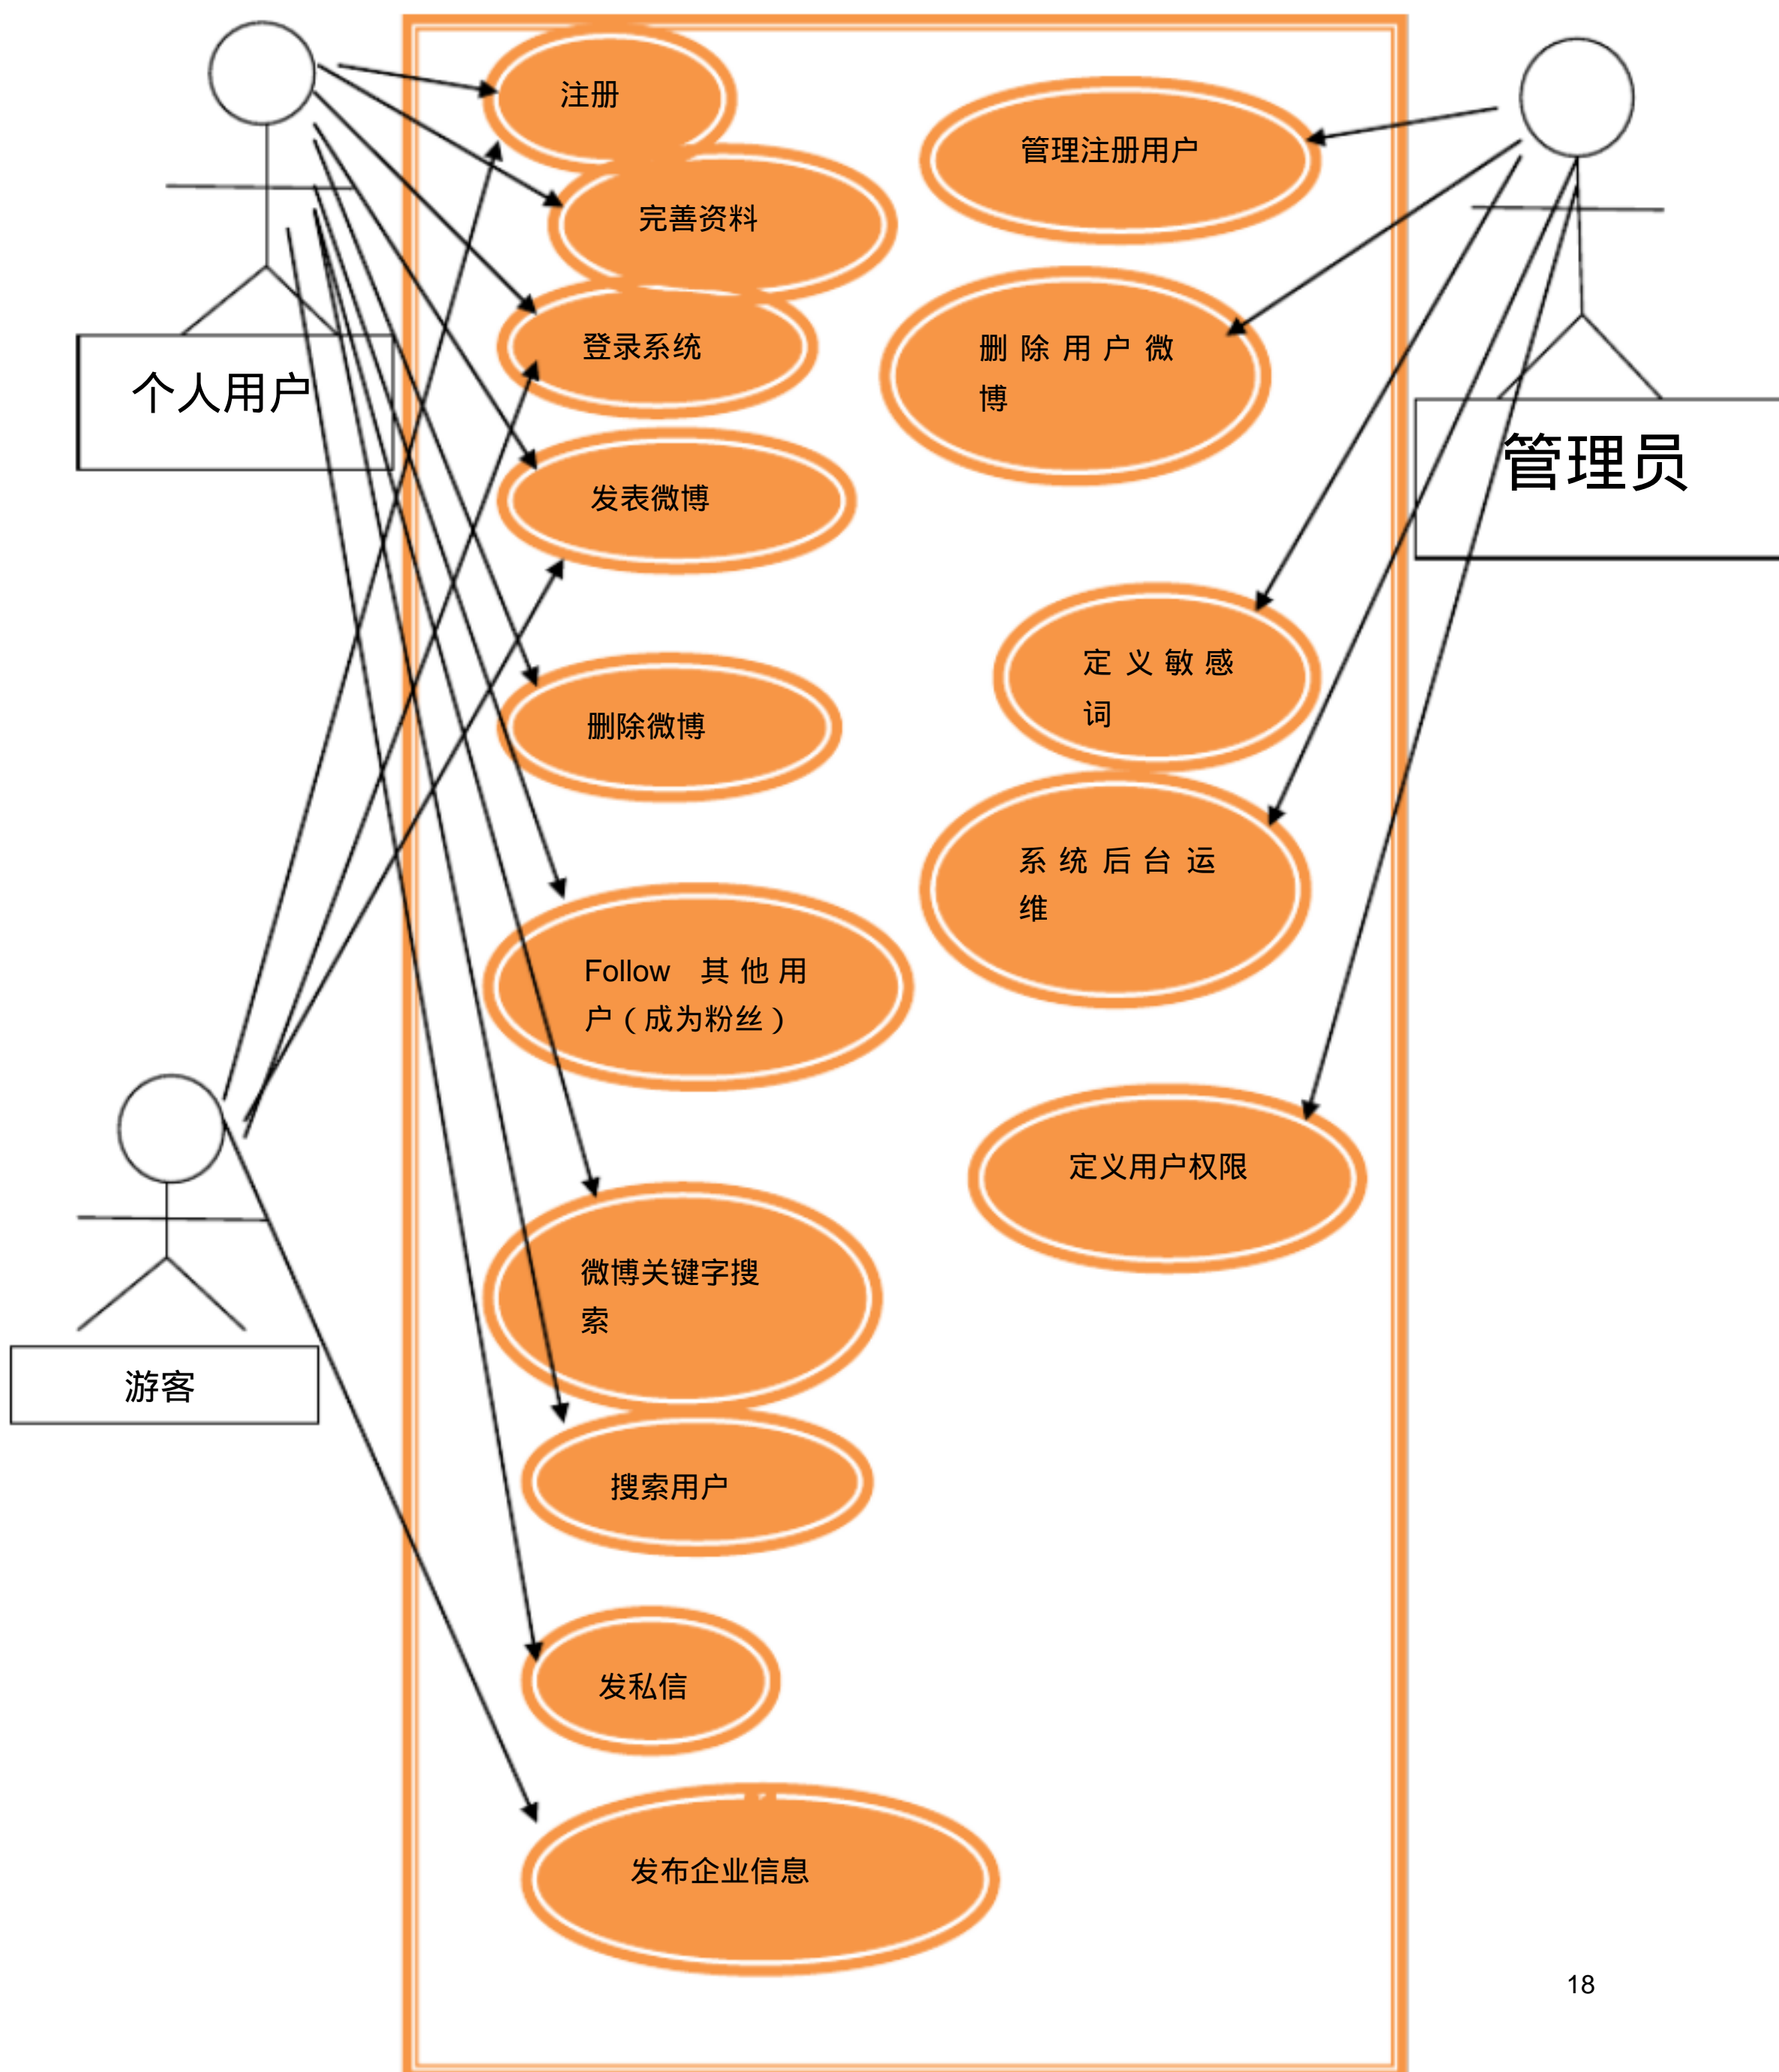 注册
管理注册用户
完善资料
登录系统
删除用户微
博
个人用户
管理员
发表微博
定义敏感
词
删除微博
系统后台运
维
Follow 其他用
户（成为粉丝）
定义用户权限
微博关键字搜
索
游客
搜索用户
发私信
发布企业信息
18